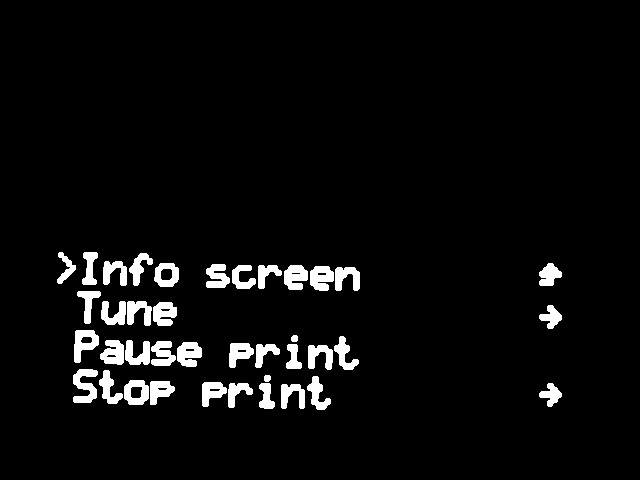 >Info screen ↑
Tune →
Pause print
Stop print →